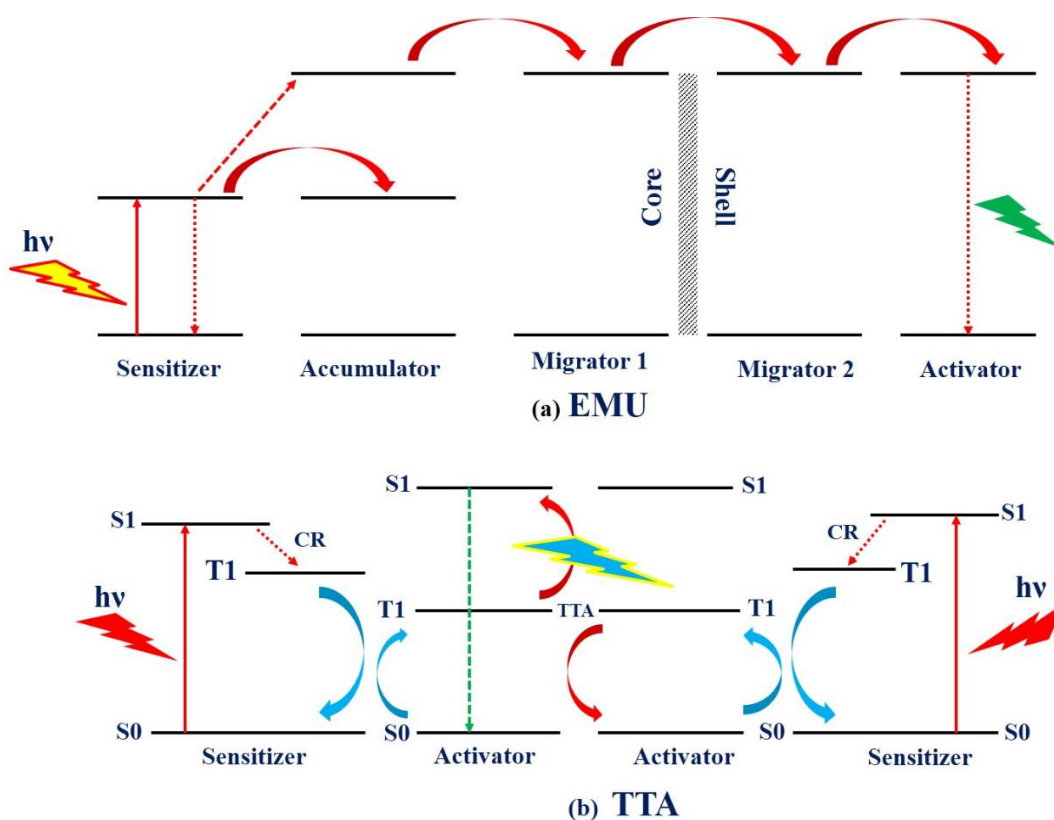 hν
Core
Shell
Sensitizer
Accumulator
Migrator 1
Migrator 2
Activator
(a) EMU
S1
CR
T1
hν
S0
Sensitizer
S1
S1
T1
TTA
T1
S0
S0
Activator
Activator
S1
CR
T1
hν
S0
Sensitizer
(b) TTA